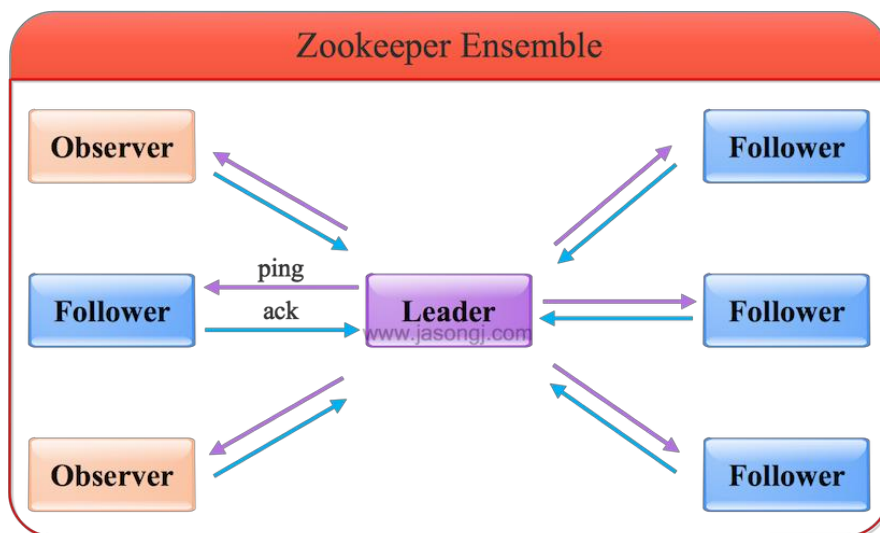 Zookeeper Ensemble
Observer
Follower
ping
Follower
ack
Leader
www.jasongj.com
Follower
Observer
Follower